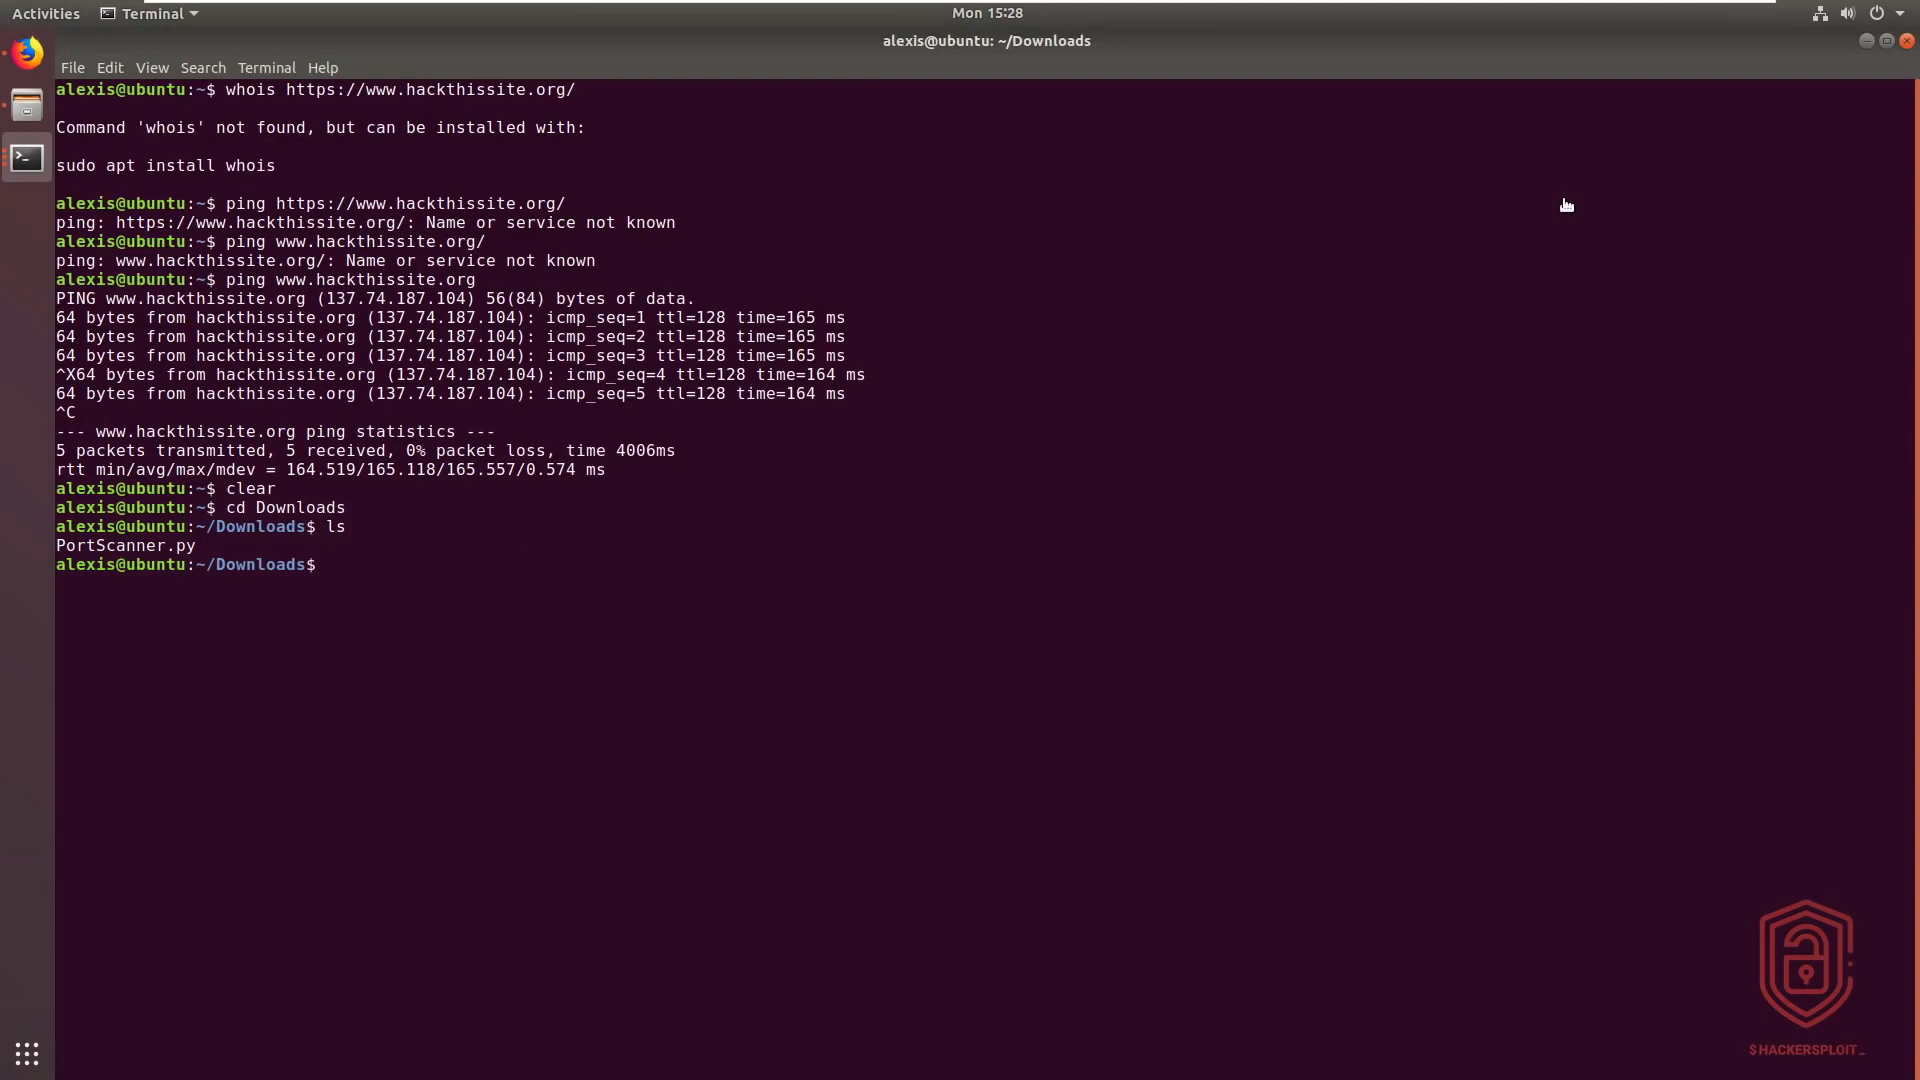 Activities Terminal Mon 15:28
alexis@ubuntu: ~/Downloads
File Edit View Search Terminal Help
alexis@ubuntu:~$ whois https://www.hackthissite.org/
Command 'whois' not found, but can be installed with:
sudo apt install whois
alexis@ubuntu:~$ ping https://www.hackthissite.org/
ping: https://www.hackthissite.org/: Name or service not known
alexis@ubuntu:~$ ping www.hackthissite.org/
ping: www.hackthissite.org/: Name or service not known
alexis@ubuntu:~$ ping www.hackthissite.org
PING www.hackthissite.org (137.74.187.104) 56(84) bytes of data.
64 bytes from hackthissite.org (137.74.187.104): icmp_seq=1 ttl=128 time=165 ms
64 bytes from hackthissite.org (137.74.187.104): icmp_seq=2 ttl=128 time=165 ms
64 bytes from hackthissite.org (137.74.187.104): icmp_seq=3 ttl=128 time=165 ms
^X64 bytes from hackthissite.org (137.74.187.104): icmp_seq=4 ttl=128 time=164 ms
64 bytes from hackthissite.org (137.74.187.104): icmp_seq=5 ttl=128 time=164 ms
^C
--- www.hackthissite.org ping statistics ---
5 packets transmitted, 5 received, 0% packet loss, time 4006ms
rtt min/avg/max/mdev = 164.519/165.118/165.557/0.574 ms
alexis@ubuntu:~$ clear
alexis@ubuntu:~$ cd Downloads
alexis@ubuntu:~/Downloads$ ls
PortScanner.py
alexis@ubuntu:~/Downloads$
$HACKERSPLOIT_